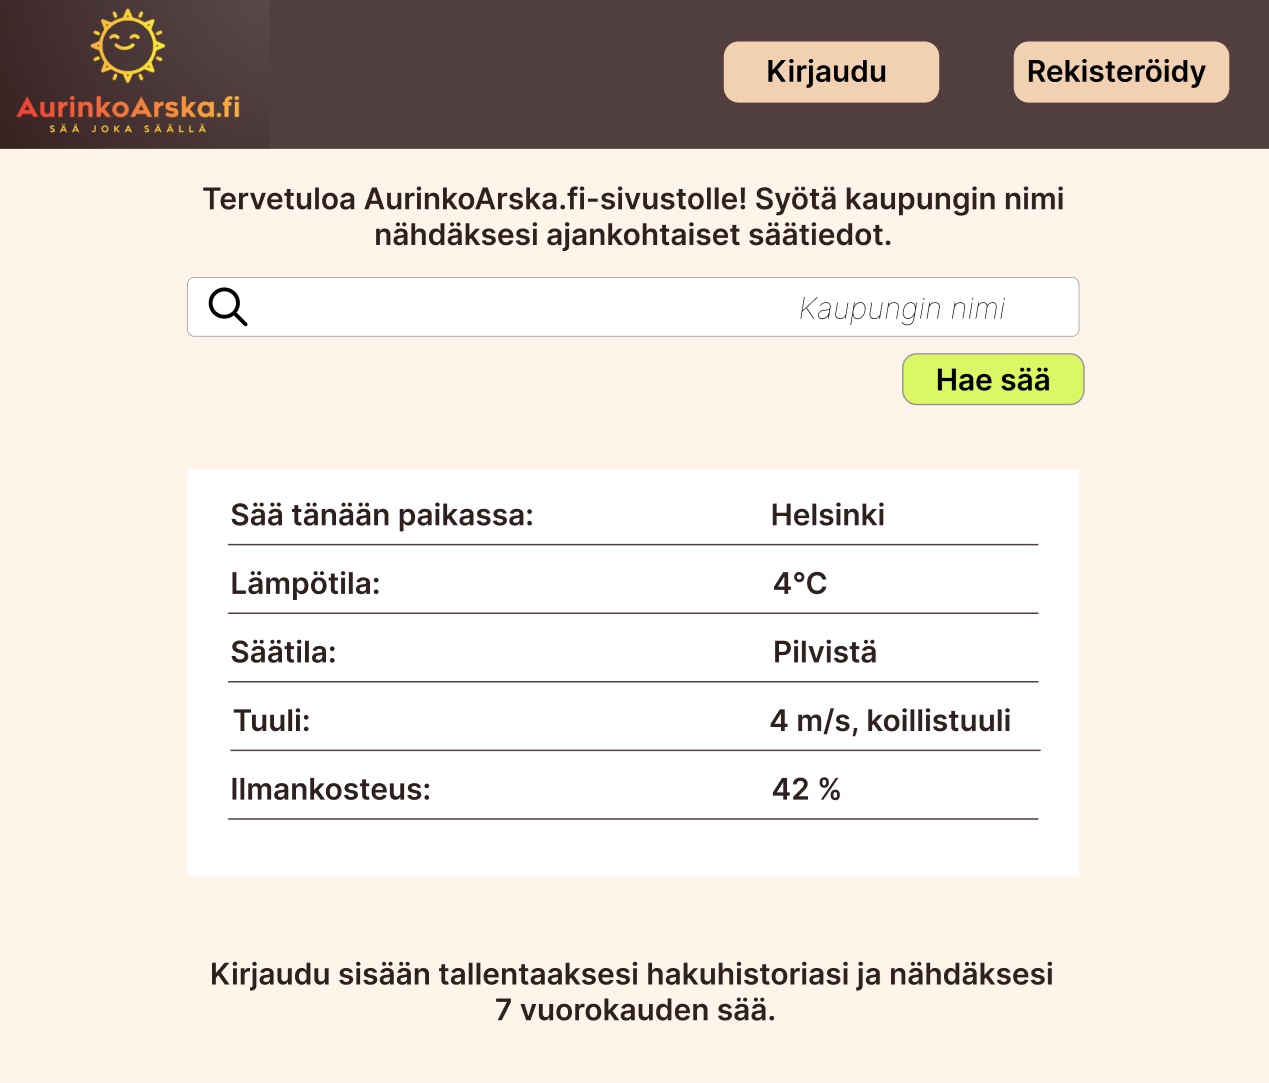 AurinkoArska.fi
SÄÄ JOKA SÄÄLLÄ
Kirjaudu
Rekisteröidy
Tervetuloa AurinkoArska.fi-sivustolle! Syötä kaupungin nimi
nähdäksesi ajankohtaiset säätiedot.
Kaupungin nimi
Hae sää
Sää tänään paikassa: Helsinki
Lämpötila: 4°C
Säätila: Pilvistä
Tuuli: 4 m/s, koillistuuli
Ilmankosteus: 42 %
Kirjaudu sisään tallentaaksesi hakuhistoriasi ja nähdäksesi
7 vuorokauden sää.